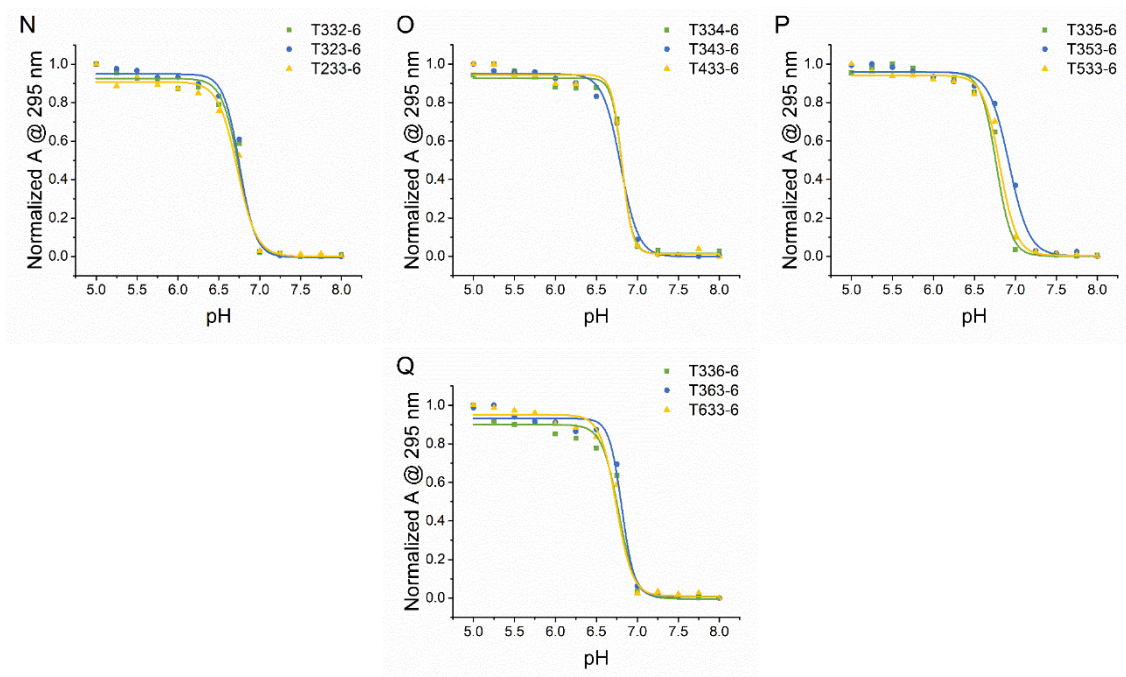 N
T332-6
T323-6
T233-6
1.0
0.8
0.6
0.4
0.2
0.0
Normalized A @ 295 nm
5.0 5.5 6.0 6.5 7.0 7.5 8.0
pH
O
T334-6
T343-6
T433-6
1.0
0.8
0.6
0.4
0.2
0.0
Normalized A @ 295 nm
5.0 5.5 6.0 6.5 7.0 7.5 8.0
pH
P
T335-6
T353-6
T533-6
1.0
0.8
0.6
0.4
0.2
0.0
Normalized A @ 295 nm
5.0 5.5 6.0 6.5 7.0 7.5 8.0
pH
Q
T336-6
T363-6
T633-6
1.0
0.8
0.6
0.4
0.2
0.0
Normalized A @ 295 nm
5.0 5.5 6.0 6.5 7.0 7.5 8.0
pH